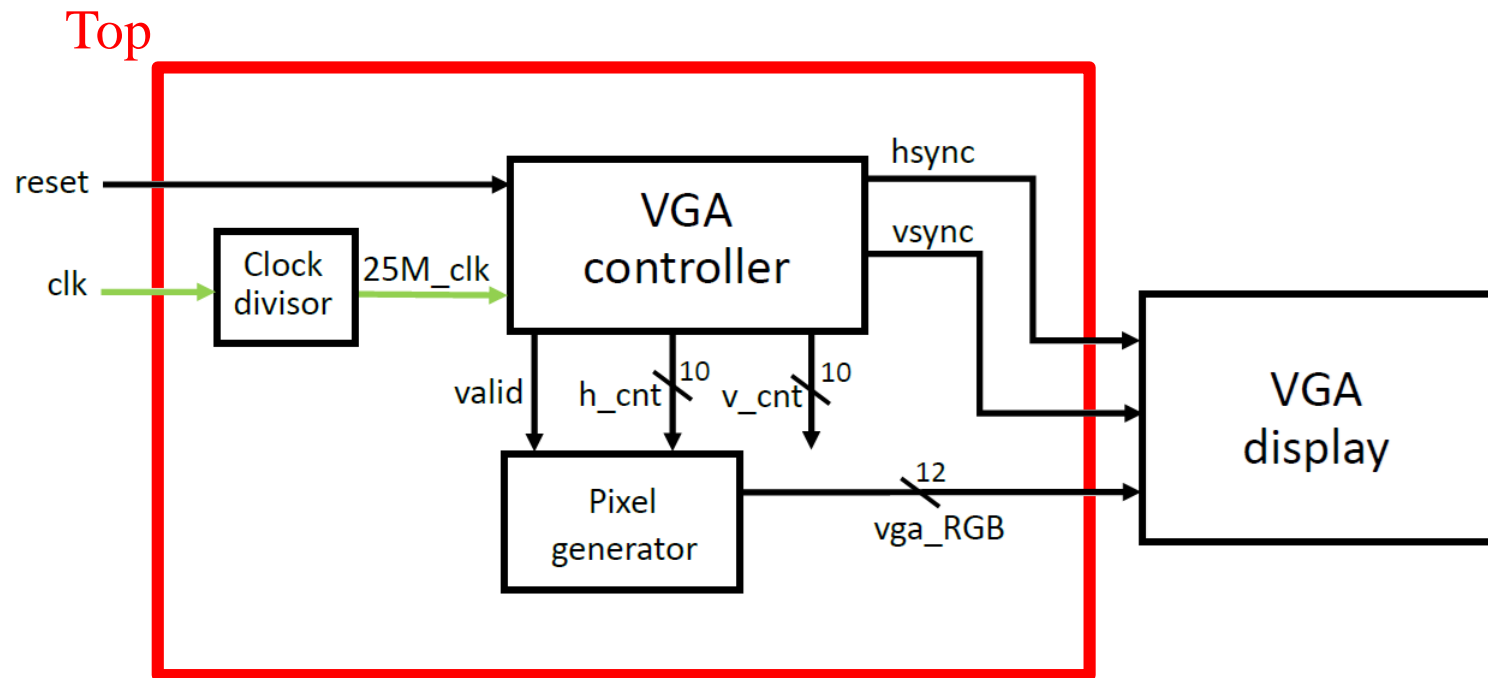 Top
reset
clk
Clock
divisor
25M_clk
VGA
controller
hsync
vsync
valid
h_cnt
10
v_cnt
10
Pixel
generator
12
vga_RGB
VGA
display